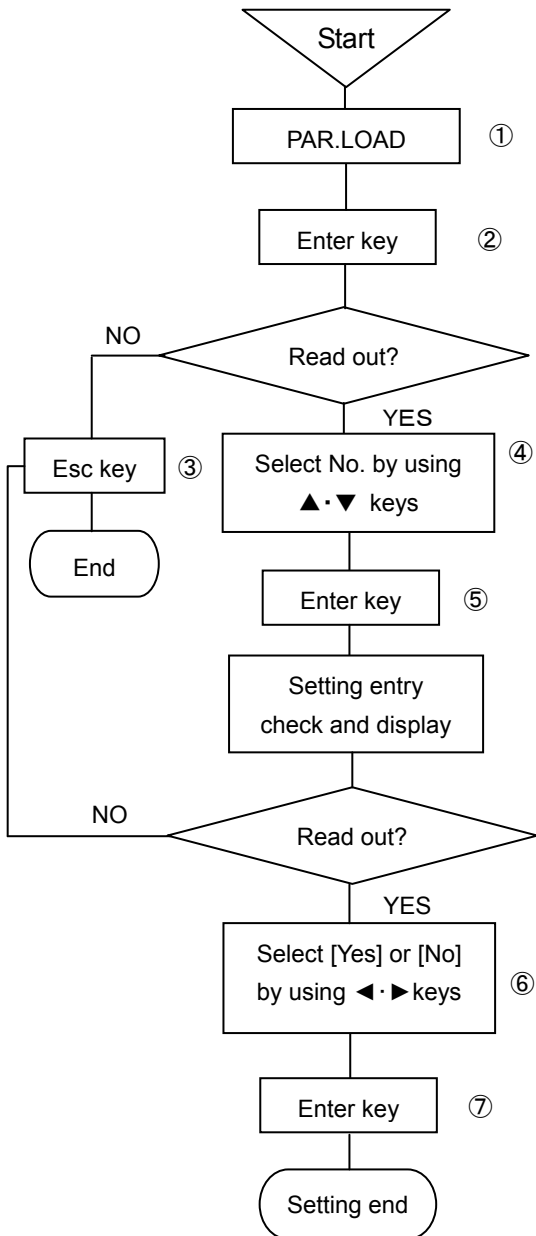 Start
PAR.LOAD ①
Enter key ②
NO
Read out?
YES
Esc key ③
Select No. by using ④
▲・▼ keys
End
Enter key ⑤
Setting entry
check and display
NO
Read out?
YES
Select [Yes] or [No]
by using ◄・►keys ⑥
Enter key ⑦
Setting end